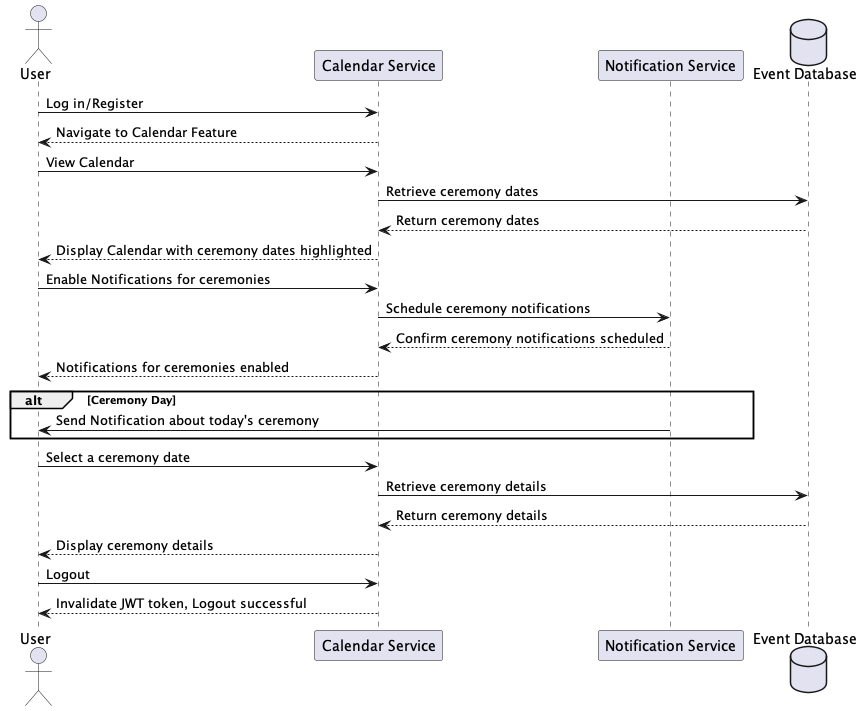 User
Calendar Service
Notification Service
Event Database
Log in/Register
Navigate to Calendar Feature
View Calendar
Retrieve ceremony dates
Return ceremony dates
Display Calendar with ceremony dates highlighted
Enable Notifications for ceremonies
Schedule ceremony notifications
Confirm ceremony notifications scheduled
Notifications for ceremonies enabled
alt [Ceremony Day]
Send Notification about today's ceremony
Select a ceremony date
Retrieve ceremony details
Return ceremony details
Display ceremony details
Logout
Invalidate JWT token, Logout successful
User
Calendar Service
Notification Service
Event Database